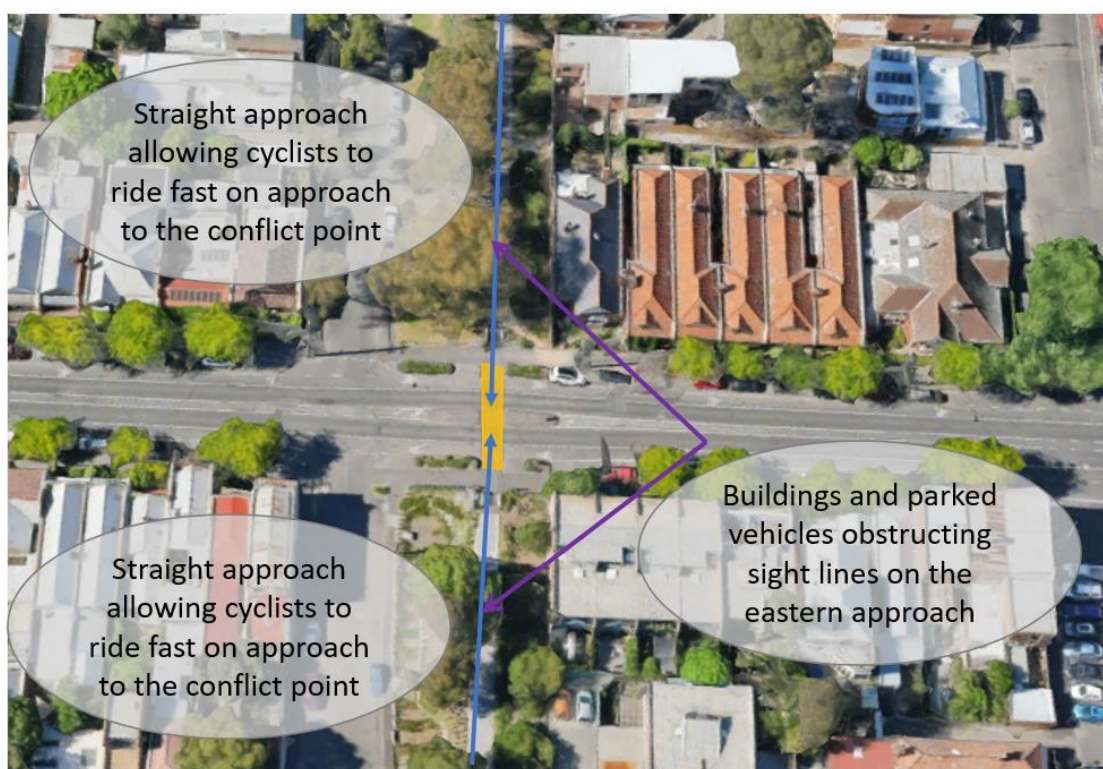 Straight approach
allowing cyclists to
ride fast on approach
to the conflict point
Buildings and parked
vehicles obstructing
sight lines on the
eastern approach
Straight approach
allowing cyclists to
ride fast on approach
to the conflict point